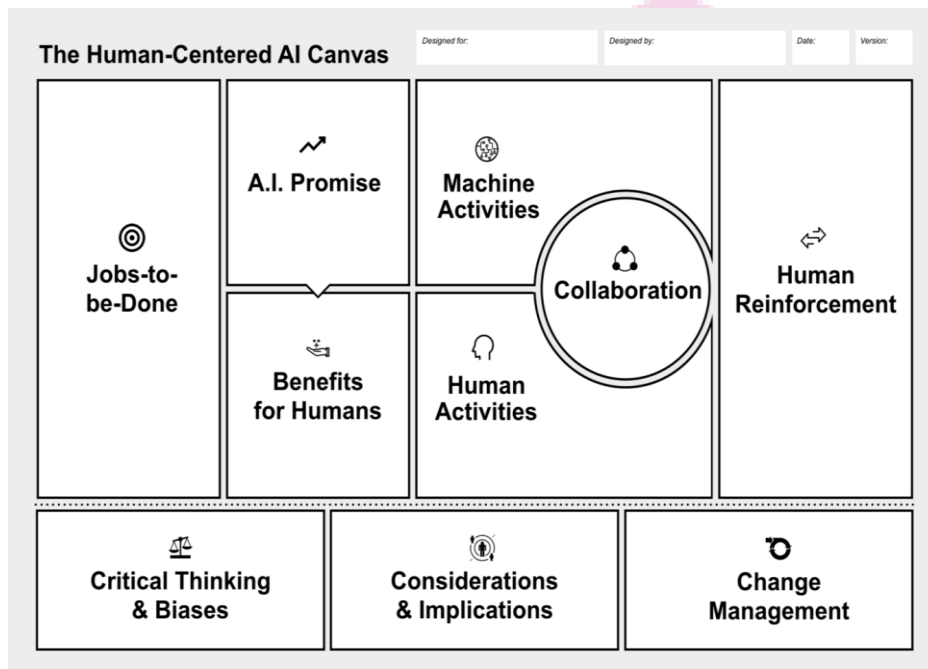 The Human-Centered AI Canvas
Designed for:
Designed by:
Date:
Version:
Jobs-to-
be-Done
A.I. Promise
Benefits
for Humans
Machine
Activities
Human
Activities
Collaboration
Human
Reinforcement
Critical Thinking
& Biases
Considerations
& Implications
Change
Management